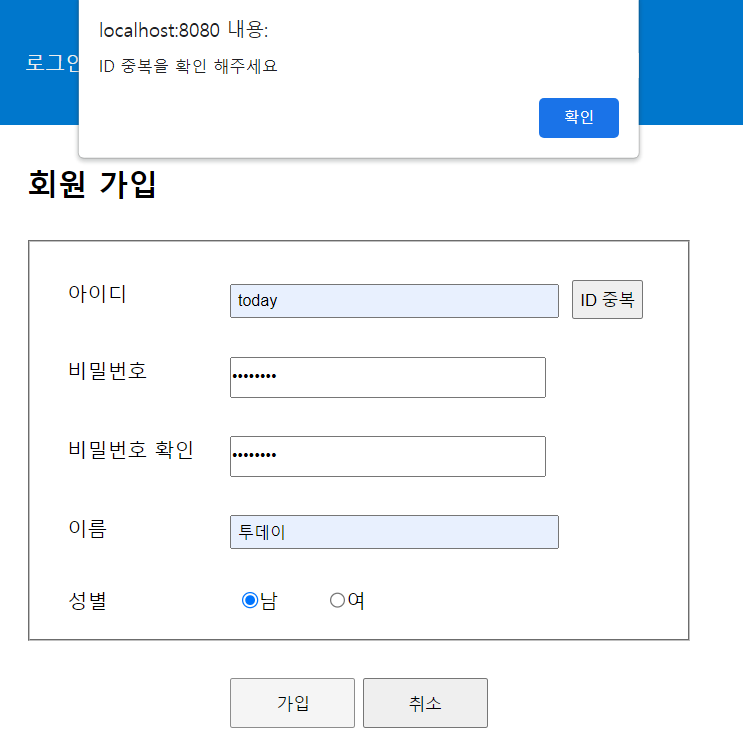 localhost:8080 내용:
ID 중복을 확인 해주세요
확인
로그인
회원 가입
아이디
today
ID 중복
비밀번호
••••••••
비밀번호 확인
••••••••
이름
투데이
성별
남
여
가입
취소